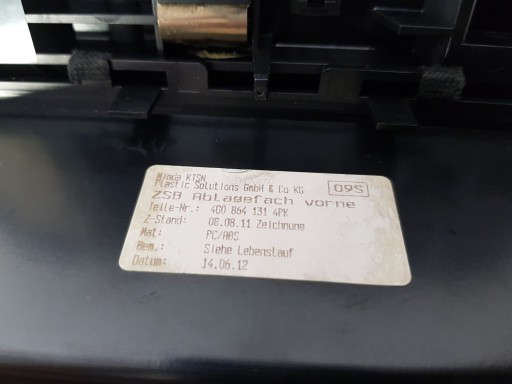 Minda KTSN
Plastic Solutions GmbH & Co KG
09S
ZSB Ablagefach vorne
Teile-Nr.: 4G0 864 131 4PK
Z-Stand: 08.08.11 Zeichnung
Mat: PC/ABS
Bem.: Siehe Lebenslauf
Datum: 14.06.12